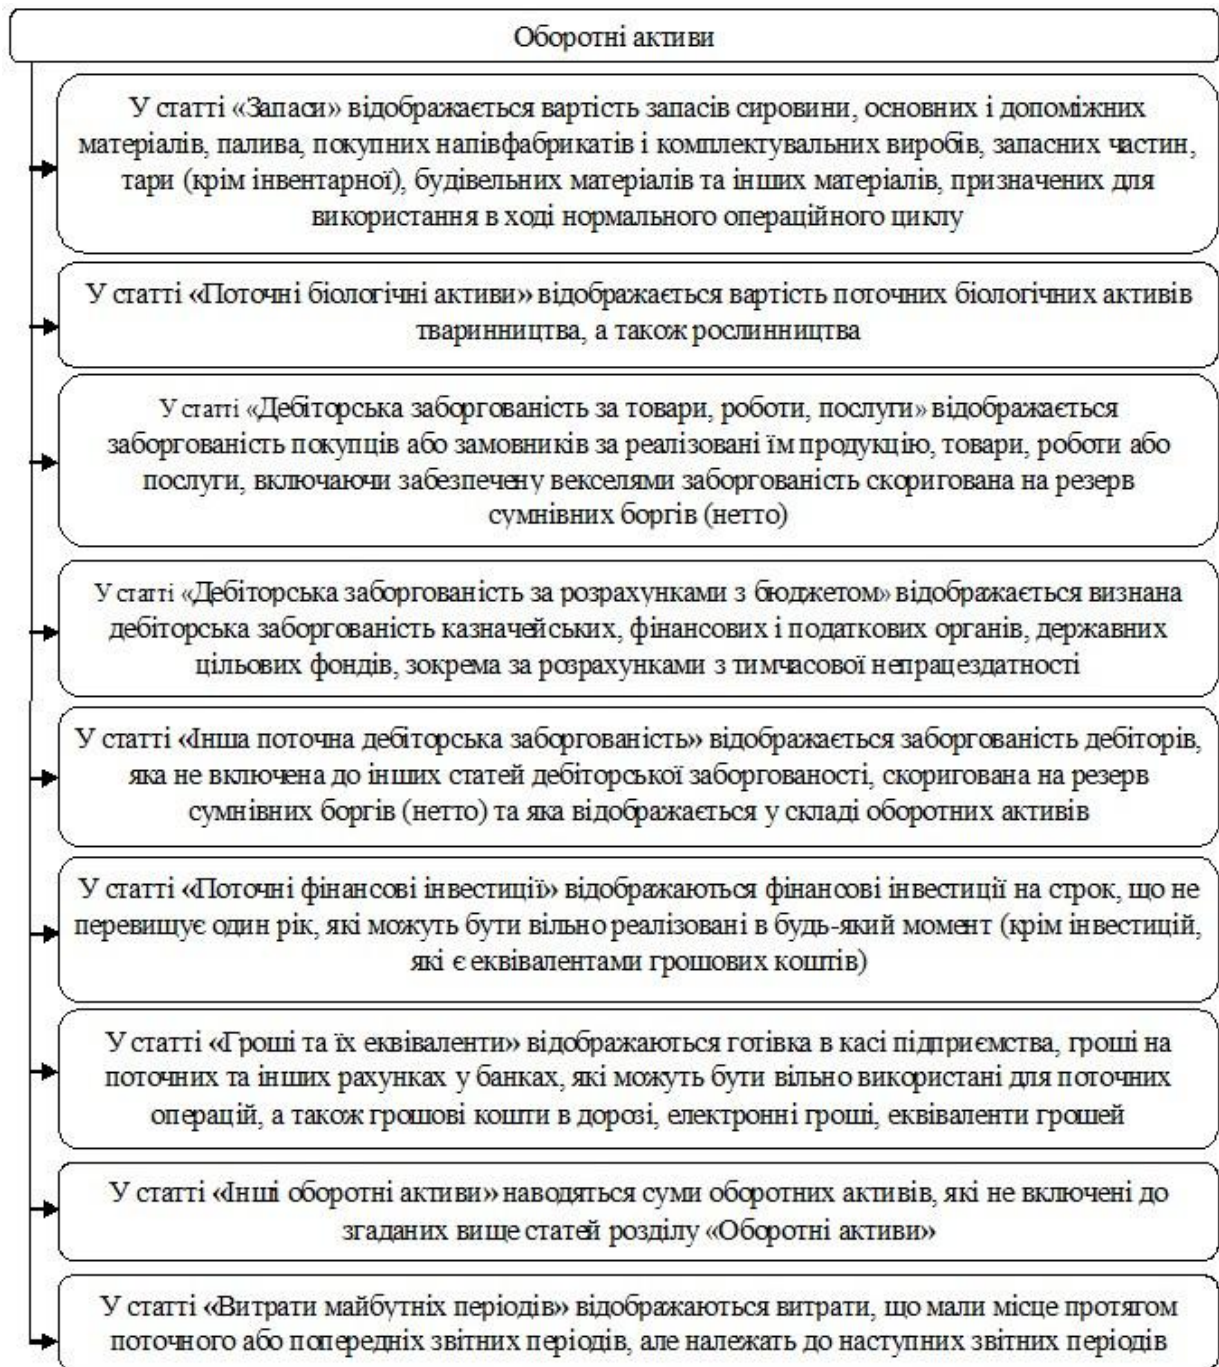 Оборотні активи
У статті «Запаси» відображається вартість запасів сировини, основних і допоміжних
матеріалів, палива, покупних напівфабрикатів і комплектувальних виробів, запасних частин,
тари (крім інвентарної), будівельних матеріалів та інших матеріалів, призначених для
використання в ході нормального операційного циклу
У статті «Поточні біологічні активи» відображається вартість поточних біологічних активів
тваринництва, а також рослинництва
У статті «Дебіторська заборгованість за товари, роботи, послуги» відображається
заборгованість покупців або замовників за реалізовані їм продукцію, товари, роботи або
послуги, включаючи забезпечену векселями заборгованість скоригована на резерв
сумнівних боргів (нетто)
У статті «Дебіторська заборгованість за розрахунками з бюджетом» відображається визнана
дебіторська заборгованість казначейських, фінансових і податкових органів, державних
цільових фондів, зокрема за розрахунками з тимчасової непрацездатності
У статті «Інша поточна дебіторська заборгованість» відображається заборгованість дебіторів,
яка не включена до інших статей дебіторської заборгованості, скоригована на резерв
сумнівних боргів (нетто) та яка відображається у складі оборотних активів
У статті «Поточні фінансові інвестиції» відображаються фінансові інвестиції на строк, що не
перевищує один рік, які можуть бути вільно реалізовані в будь-який момент (крім інвестицій,
які є еквівалентами грошових коштів)
У статті «Гроші та їх еквіваленти» відображаються готівка в касі підприємства, гроші на
поточних та інших рахунках у банках, які можуть бути вільно використані для поточних
операцій, а також грошові кошти в дорозі, електронні гроші, еквіваленти грошей
У статті «Інші оборотні активи» наводяться суми оборотних активів, які не включені до
згаданих вище статей розділу «Оборотні активи»
У статті «Витрати майбутніх періодів» відображаються витрати, що мали місце протягом
поточного або попередніх звітних періодів, але належать до наступних звітних періодів